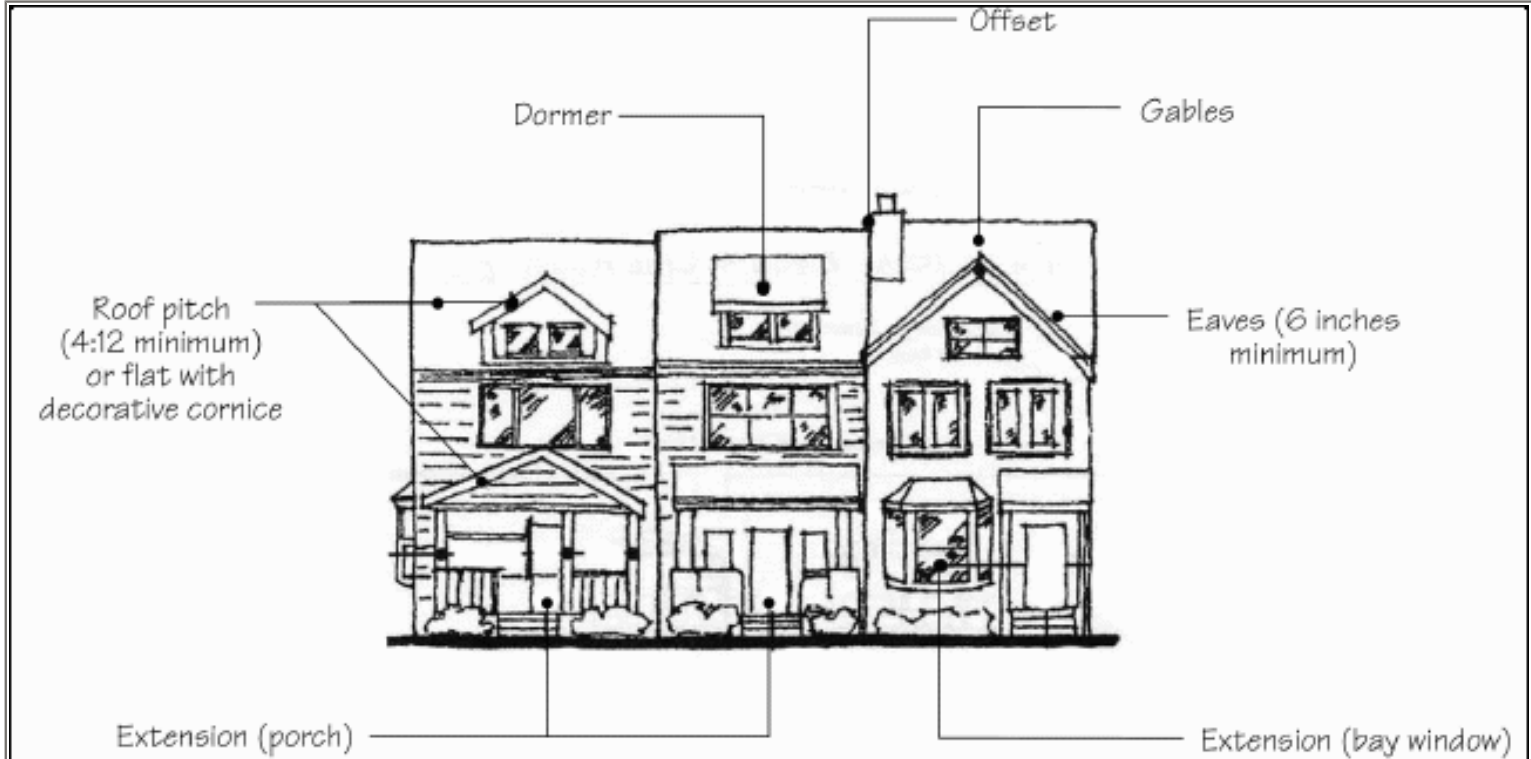 Offset
Dormer
Gables
Roof pitch
(4:12 minimum)
or flat with
decorative cornice
Eaves (6 inches
minimum)
Extension (porch)
Extension (bay window)